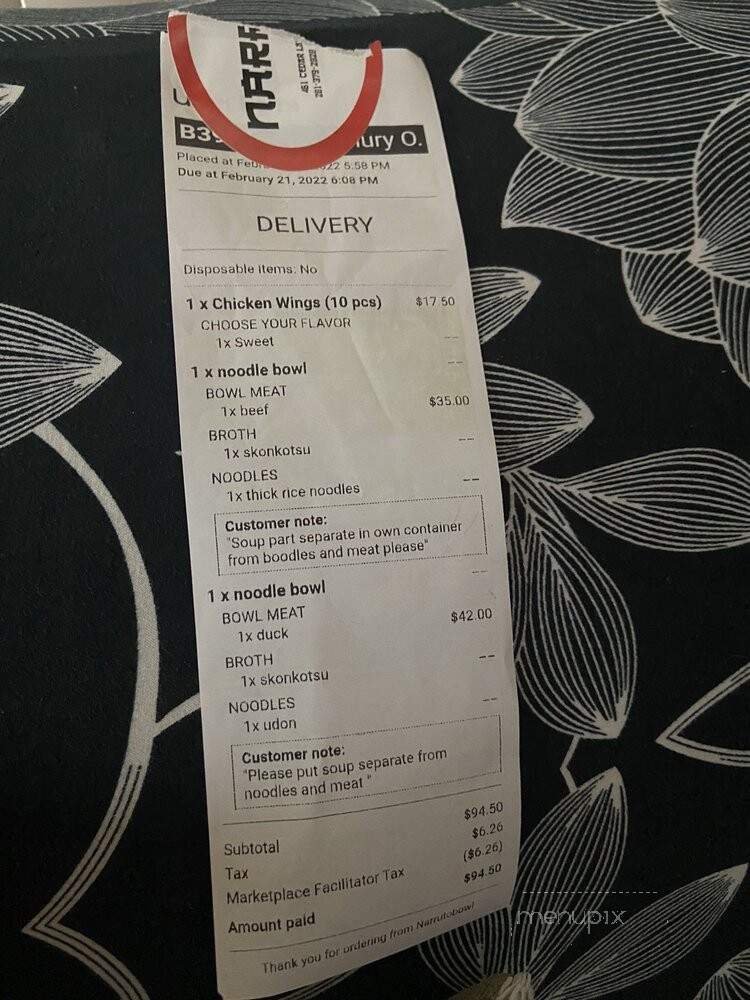 B3
ury O.
Placed at Feb 22 5:58 PM
Due at February 21, 2022 6:08 PM
DELIVERY
Disposable items: No
1 x Chicken Wings (10 pcs) $17.50
CHOOSE YOUR FLAVOR
1x Sweet --
1 x noodle bowl --
BOWL MEAT
1x beef $35.00
BROTH
1x skonkotsu --
NOODLES
1x thick rice noodles --
Customer note:
"Soup part separate in own container
from boodles and meat please"
1 x noodle bowl --
BOWL MEAT
1x duck $42.00
BROTH
1x skonkotsu --
NOODLES
1x udon --
Customer note:
"Please put soup separate from
noodles and meat "
Subtotal $94.50
Tax $6.26
Marketplace Facilitator Tax ($6.26)
Amount paid $94.50
Thank you for ordering from Narrutobowl
menupix